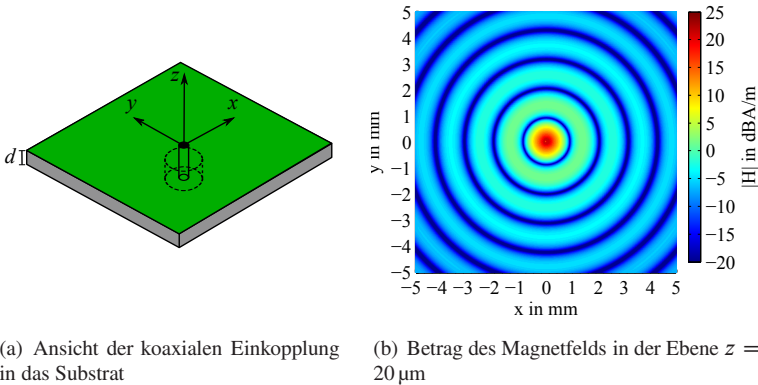 z
y
x
d
5
4
3
2
1
0
−1
−2
−3
−4
−5
y in mm
−5 −4 −3 −2 −1 0 1 2 3 4 5
x in mm
25
20
15
10
5
0
−5
−10
−15
−20
|H| in dBA/m
(a) Ansicht der koaxialen Einkopplung
in das Substrat
(b) Betrag des Magnetfelds in der Ebene z =
20 µm